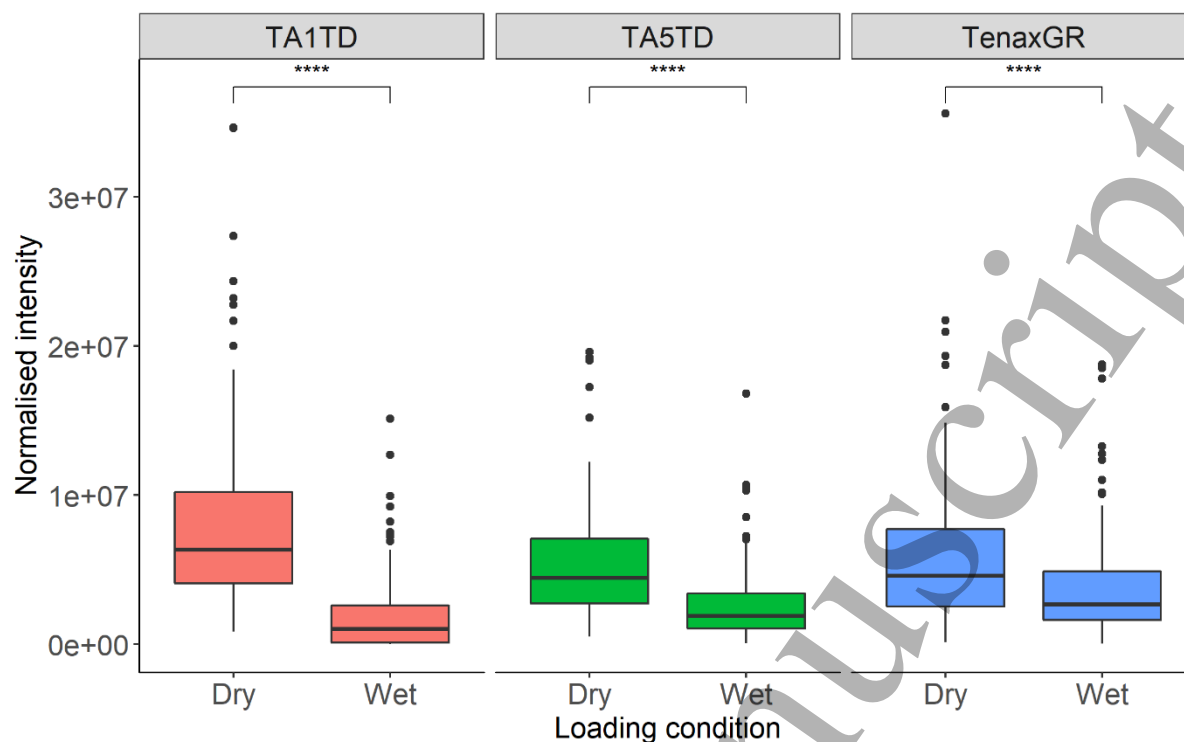 TA1TD TA5TD TenaxGR
**** **** ****
Normalised intensity
3e+07
2e+07
1e+07
0e+00
Dry Wet Dry Wet Dry Wet
Loading condition
nuscript